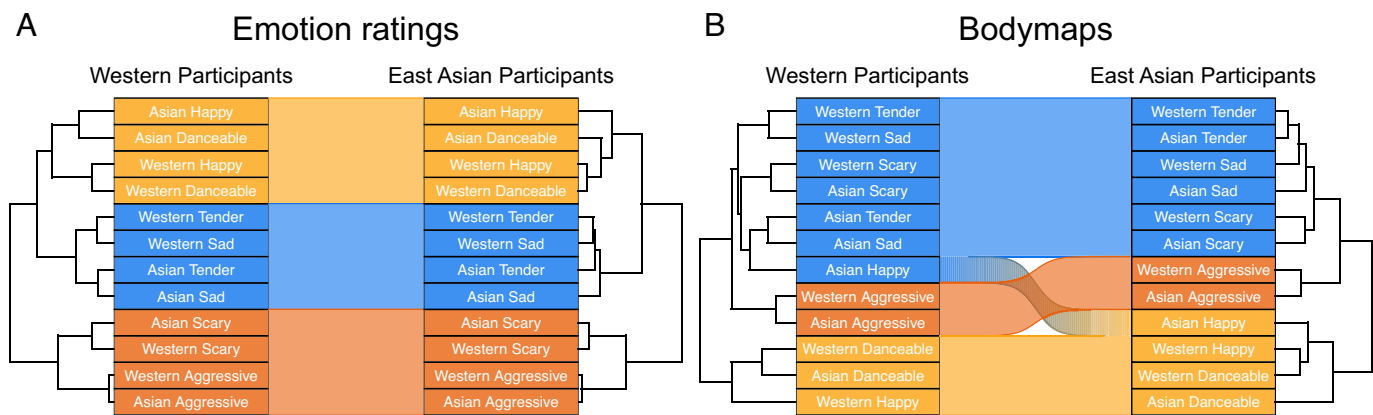 A
Emotion ratings
Western Participants
East Asian Participants
Asian Happy
Asian Danceable
Western Happy
Western Danceable
Western Tender
Western Sad
Asian Tender
Asian Sad
Asian Scary
Western Scary
Western Aggressive
Asian Aggressive
Asian Happy
Asian Danceable
Western Happy
Western Danceable
Western Tender
Western Sad
Asian Tender
Asian Sad
Asian Scary
Western Scary
Western Aggressive
Asian Aggressive
B
Bodymaps
Western Participants
East Asian Participants
Western Tender
Western Sad
Western Scary
Asian Scary
Asian Tender
Asian Sad
Asian Happy
Western Aggressive
Asian Aggressive
Western Danceable
Asian Danceable
Western Happy
Western Tender
Asian Tender
Western Sad
Asian Sad
Western Scary
Asian Scary
Western Aggressive
Asian Aggressive
Asian Happy
Western Happy
Western Danceable
Asian Danceable